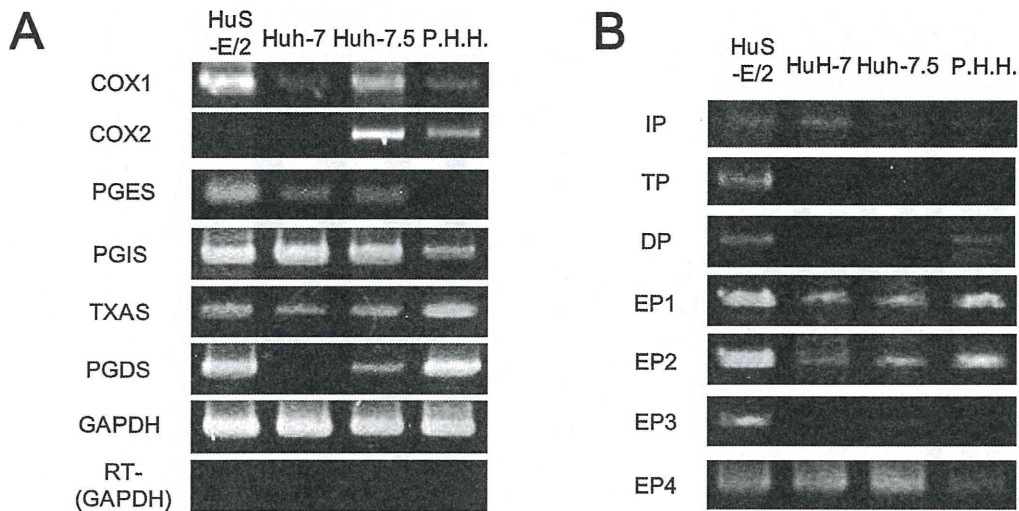 A
HuS
-E/2 Huh-7 Huh-7.5 P.H.H.
COX1
COX2
PGES
PGIS
TXAS
PGDS
GAPDH
RT-
(GAPDH)
B
HuS
-E/2 HuH-7 Huh-7.5 P.H.H.
IP
TP
DP
EP1
EP2
EP3
EP4